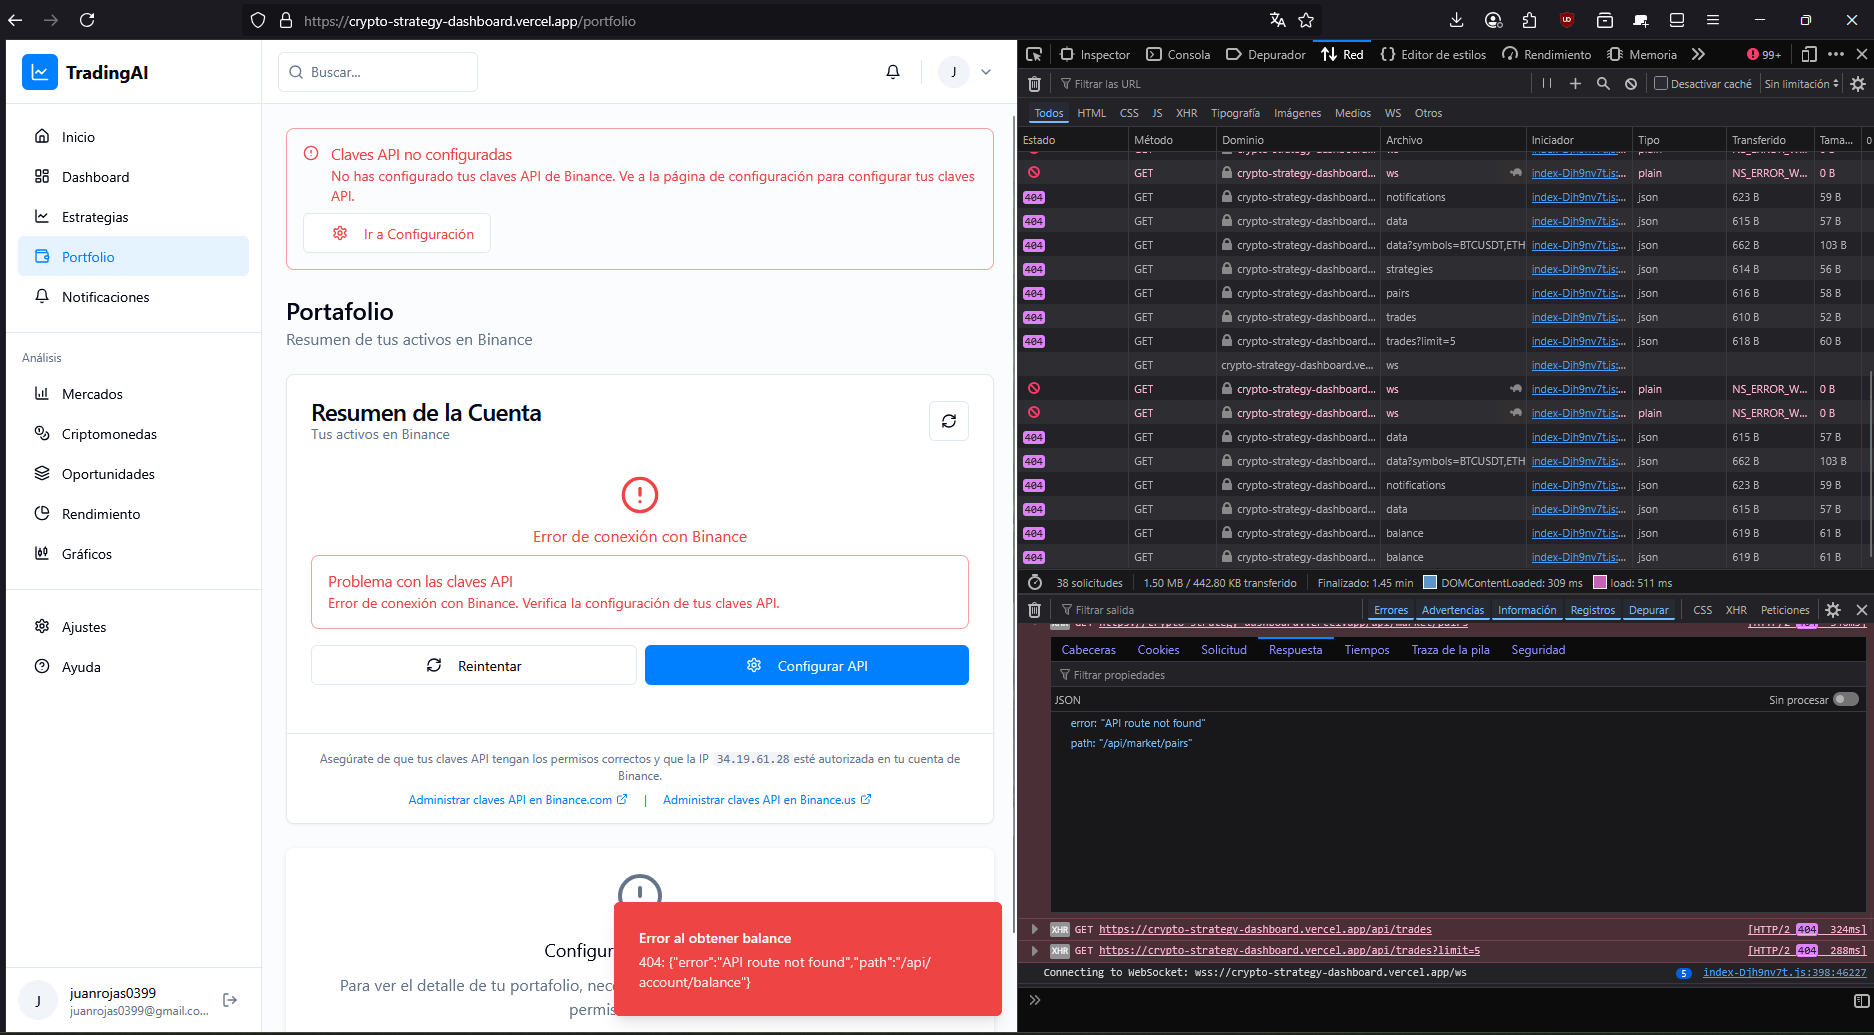 https://crypto-strategy-dashboard.vercel.app/portfolio
TradingAI
Inicio
Dashboard
Estrategias
Portfolio
Notificaciones
Análisis
Mercados
Criptomonedas
Oportunidades
Rendimiento
Gráficos
Ajustes
Ayuda
J
juanrojas0399
juanrojas0399@gmail.co...
Buscar...
J
Claves API no configuradas
No has configurado tus claves API de Binance. Ve a la página de configuración para configurar tus claves
API.
Ir a Configuración
Portafolio
Resumen de tus activos en Binance
Resumen de la Cuenta
Tus activos en Binance
Error de conexión con Binance
Problema con las claves API
Error de conexión con Binance. Verifica la configuración de tus claves API.
Reintentar
Configurar API
Asegúrate de que tus claves API tengan los permisos correctos y que la IP 34.19.61.28 esté autorizada en tu cuenta de
Binance.
Administrar claves API en Binance.com | Administrar claves API en Binance.us
Configur
Para ver el detalle de tu portafolio, nece
permis
Error al obtener balance
404: {"error":"API route not found","path":"/api/
account/balance"}
Inspector Consola Depurador Red Editor de estilos Rendimiento Memoria 99+
Filtrar las URL Desactivar caché Sin limitación
Todos HTML CSS JS XHR Tipografía Imágenes Medios WS Otros
Estado Método Dominio Archivo Iniciador Tipo Transferido Tama... 0
GET crypto-strategy-dashboard... ws index-Djh9nv7t.js:... plain NS_ERROR_W... 0 B
404 GET crypto-strategy-dashboard... notifications index-Djh9nv7t.js:... json 623 B 59 B
404 GET crypto-strategy-dashboard... data index-Djh9nv7t.js:... json 615 B 57 B
404 GET crypto-strategy-dashboard... data?symbols=BTCUSDT,ETH index-Djh9nv7t.js:... json 662 B 103 B
404 GET crypto-strategy-dashboard... strategies index-Djh9nv7t.js:... json 614 B 56 B
404 GET crypto-strategy-dashboard... pairs index-Djh9nv7t.js:... json 616 B 58 B
404 GET crypto-strategy-dashboard... trades index-Djh9nv7t.js:... json 610 B 52 B
404 GET crypto-strategy-dashboard... trades?limit=5 index-Djh9nv7t.js:... json 618 B 60 B
GET crypto-strategy-dashboard.ve... ws index-Djh9nv7t.js:...
GET crypto-strategy-dashboard... ws index-Djh9nv7t.js:... plain NS_ERROR_W... 0 B
GET crypto-strategy-dashboard... ws index-Djh9nv7t.js:... plain NS_ERROR_W... 0 B
404 GET crypto-strategy-dashboard... data index-Djh9nv7t.js:... json 615 B 57 B
404 GET crypto-strategy-dashboard... data?symbols=BTCUSDT,ETH index-Djh9nv7t.js:... json 662 B 103 B
404 GET crypto-strategy-dashboard... notifications index-Djh9nv7t.js:... json 623 B 59 B
404 GET crypto-strategy-dashboard... data index-Djh9nv7t.js:... json 615 B 57 B
404 GET crypto-strategy-dashboard... balance index-Djh9nv7t.js:... json 619 B 61 B
404 GET crypto-strategy-dashboard... balance index-Djh9nv7t.js:... json 619 B 61 B
38 solicitudes 1.50 MB / 442.80 KB transferido Finalizado: 1.45 min DOMContentLoaded: 309 ms load: 511 ms
Filtrar salida Errores Advertencias Información Registros Depurar CSS XHR Peticiones
Cabeceras Cookies Solicitud Respuesta Tiempos Traza de la pila Seguridad
Filtrar propiedades
JSON Sin procesar
error: "API route not found"
path: "/api/market/pairs"
XHR GET https://crypto-strategy-dashboard.vercel.app/api/trades [HTTP/2 404 324ms]
XHR GET https://crypto-strategy-dashboard.vercel.app/api/trades?limit=5 [HTTP/2 404 288ms]
Connecting to WebSocket: wss://crypto-strategy-dashboard.vercel.app/ws 5 index-Djh9nv7t.js:398:46227